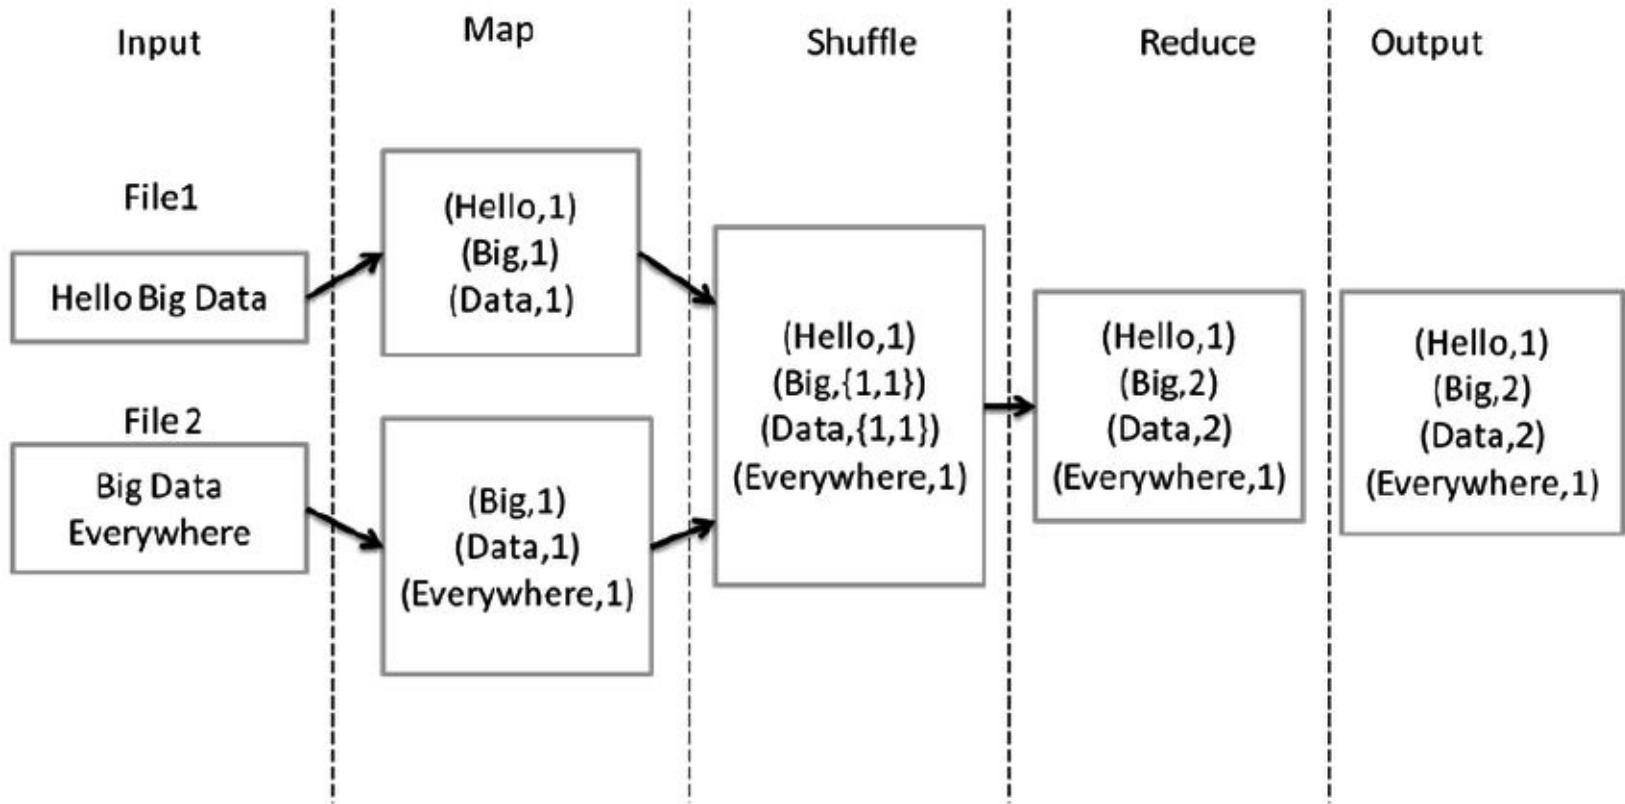 Input
Map
Shuffle
Reduce
Output
File1
Hello Big Data
File 2
Big Data
Everywhere
(Hello,1)
(Big,1)
(Data,1)
(Big,1)
(Data,1)
(Everywhere,1)
(Hello,1)
(Big,{1,1})
(Data,{1,1})
(Everywhere,1)
(Hello,1)
(Big,2)
(Data,2)
(Everywhere,1)
(Hello,1)
(Big,2)
(Data,2)
(Everywhere,1)